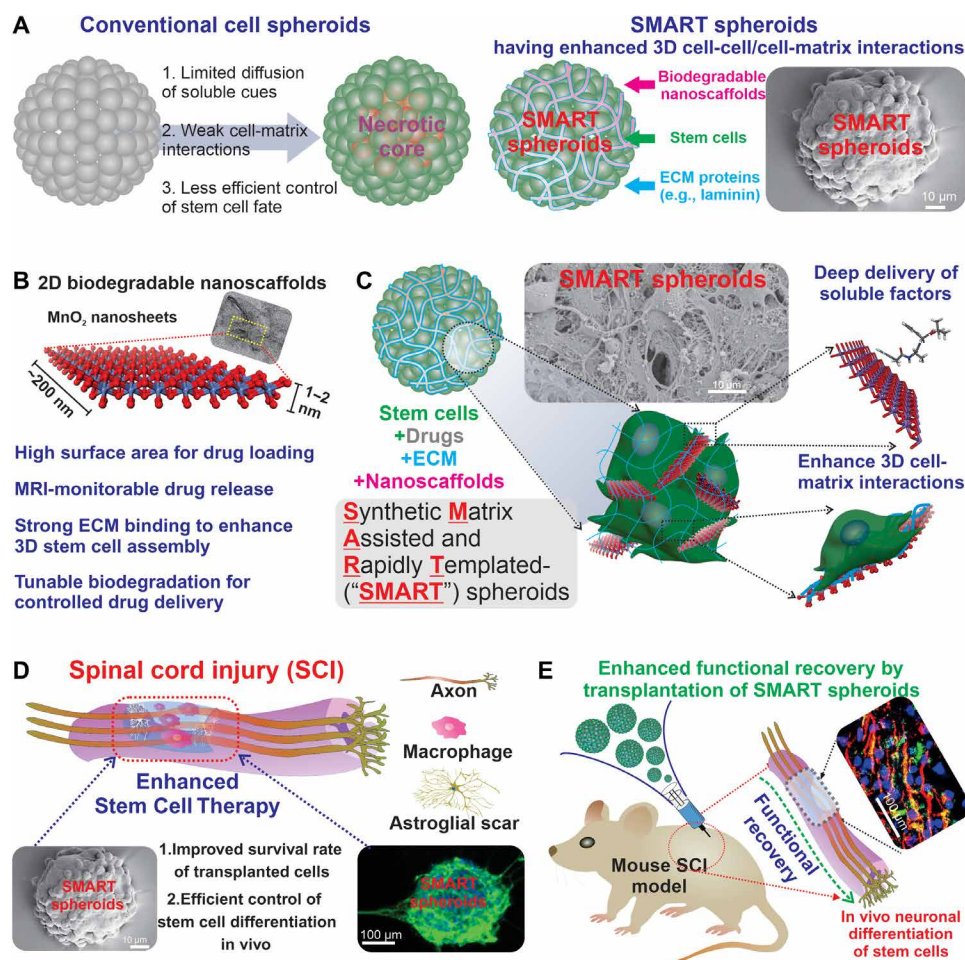 A
Conventional cell spheroids
1. Limited diffusion
of soluble cues
2. Weak cell-matrix
interactions
3. Less efficient control
of stem cell fate
Necrotic
core
SMART spheroids
having enhanced 3D cell-cell/cell-matrix interactions
SMART
spheroids
Biodegradable
nanoscaffolds
Stem cells
ECM proteins
(e.g., laminin)
SMART
spheroids
10 µm
B
2D biodegradable nanoscaffolds
MnO2 nanosheets
~200 nm
1–2
nm
High surface area for drug loading
MRI-monitorable drug release
Strong ECM binding to enhance
3D stem cell assembly
Tunable biodegradation for
controlled drug delivery
C
SMART spheroids
10 µm
Stem cells
+Drugs
+ECM
+Nanoscaffolds
Synthetic Matrix
Assisted and
Rapidly Templated-
(“SMART”) spheroids
Deep delivery of
soluble factors
Enhance 3D cell-
matrix interactions
D
Spinal cord injury (SCI)
Axon
Macrophage
Astroglial scar
Enhanced
Stem Cell Therapy
SMART
spheroids
10 µm
1.Improved survival rate
of transplanted cells
2.Efficient control of
stem cell differentiation
in vivo
SMART
spheroids
100 µm
E
Enhanced functional recovery by
transplantation of SMART spheroids
Mouse SCI
model
Functional
recovery
100 µm
In vivo neuronal
differentiation
of stem cells